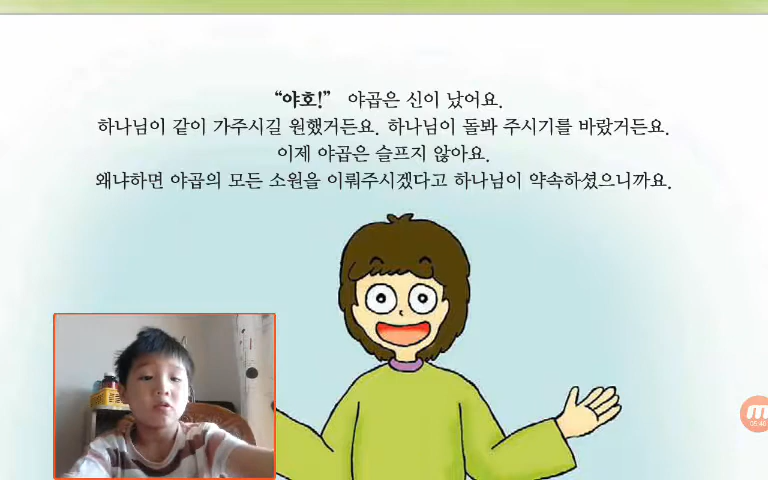 “야호!” 야곱은 신이 났어요.
하나님이 같이 가주시길 원했거든요. 하나님이 돌봐 주시기를 바랐거든요.
이제 야곱은 슬프지 않아요.
왜냐하면 야곱의 모든 소원을 이뤄주시겠다고 하나님이 약속하셨으니까요.
M
05:40